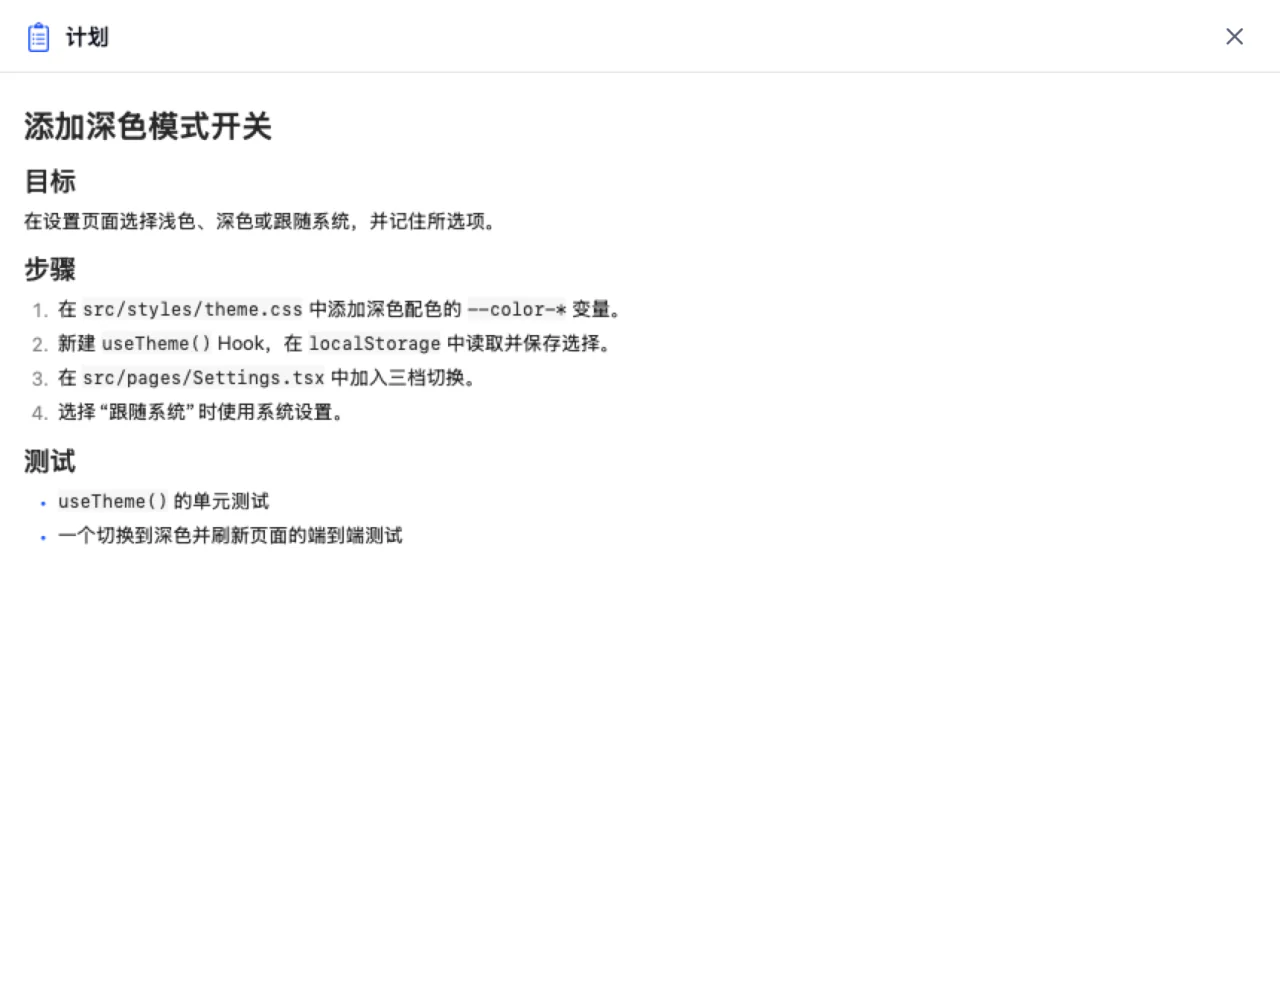 计划
添加深色模式开关
目标
在设置页面选择浅色、深色或跟随系统，并记住所选项。
步骤
1. 在 src/styles/theme.css 中添加深色配色的 --color-* 变量。
2. 新建 useTheme() Hook，在 localStorage 中读取并保存选择。
3. 在 src/pages/Settings.tsx 中加入三档切换。
4. 选择“跟随系统”时使用系统设置。
测试
• useTheme() 的单元测试
• 一个切换到深色并刷新页面的端到端测试